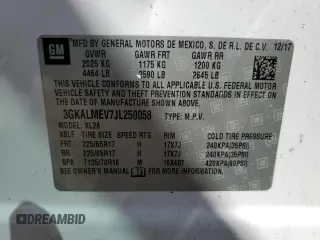 GM
MFD BY GENERAL MOTORS DE MEXICO, S. DE R.L. DE C.V. 12/17
GVWR GAWR FRT GAWR RR
2025 KG 1175 KG 1200 KG
4464 LB 2590 LB 2645 LB
THIS VEHICLE CONFORMS TO ALL APPLICABLE U.S. FEDERAL
MOTOR VEHICLE SAFETY, BUMPER, AND THEFT PREVENTION
STANDARDS IN EFFECT ON THE DATE OF MANUFACTURE
SHOWN ABOVE.
3GKALMEV7JL250058 TYPE: M.P.V.
MODEL: XL26
TIRE SIZE SPEED RTG RIM COLD TIRE PRESSURE
FRT 225/65R17 H 17X7J 240KPA(35PSI)
RR 225/65R17 H 17X7J 240KPA(35PSI)
SPA T135/70R16 M 16X4BT 420KPA(60PSI)
SEE OWNER'S MANUAL FOR ADDITIONAL INFORMATION.
© 2024 DREAMBID
AUTOBIDMASTER